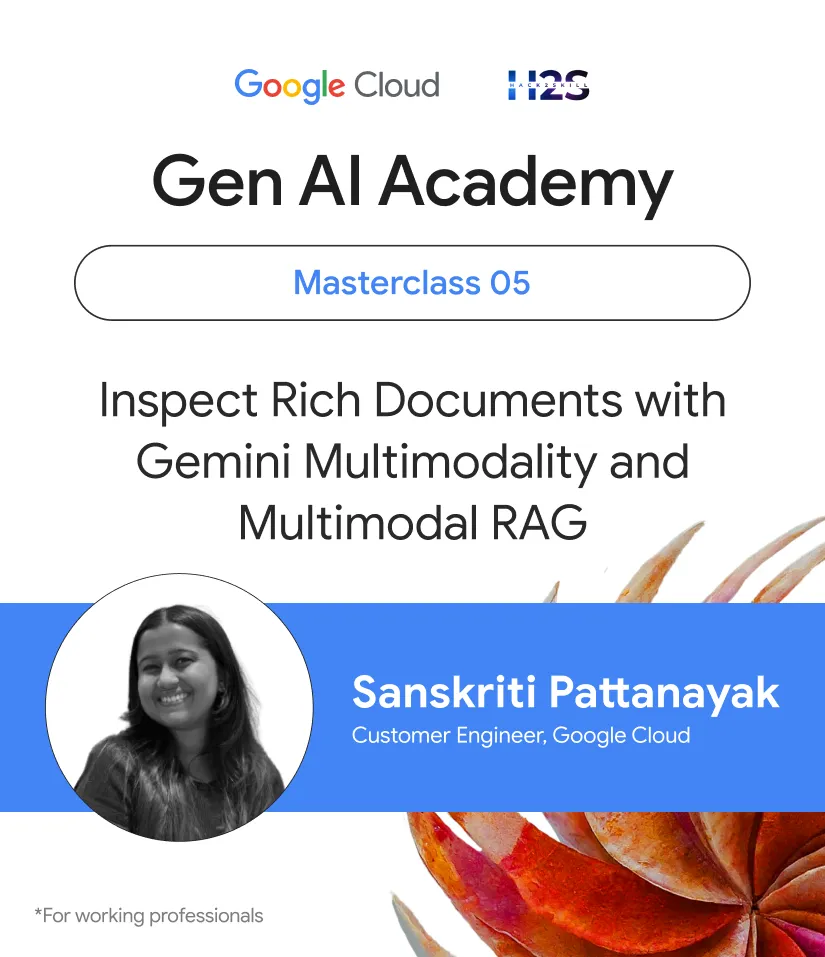 Google Cloud
H2S
HACK2SKILL
Gen AI Academy
Masterclass 05
Inspect Rich Documents with
Gemini Multimodality and
Multimodal RAG
Sanskriti Pattanayak
Customer Engineer, Google Cloud
*For working professionals